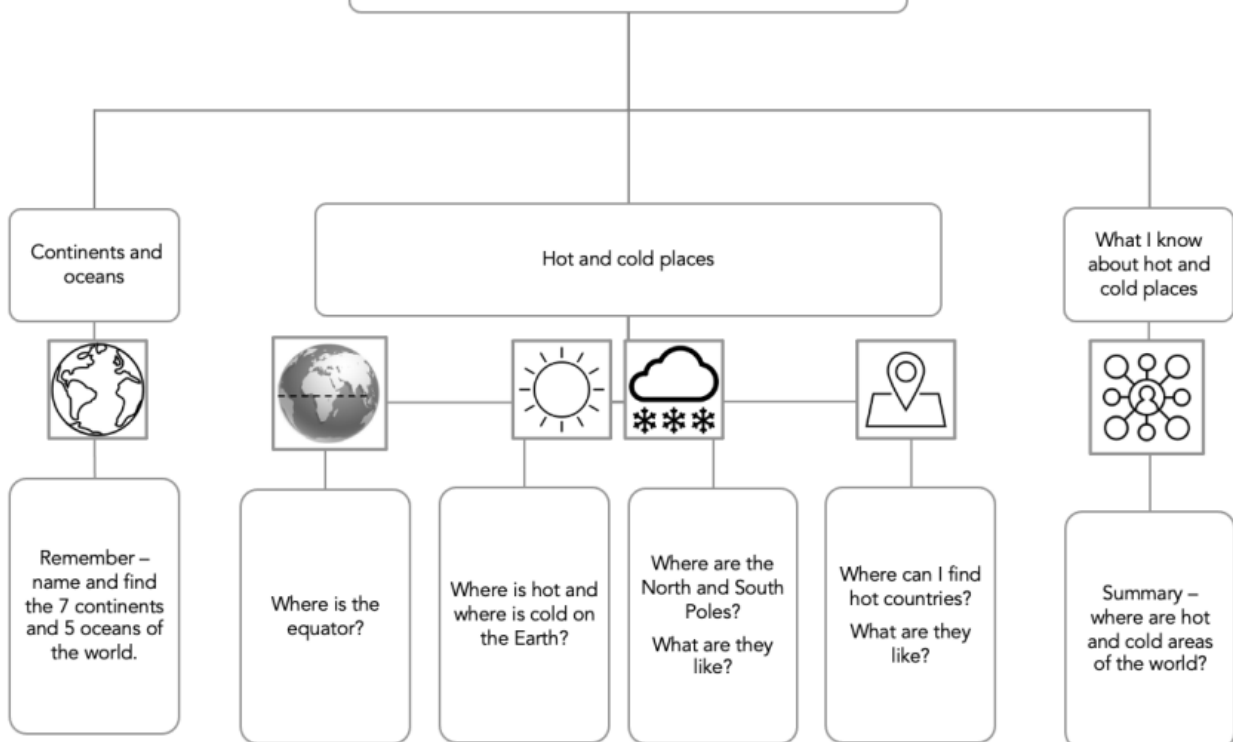 Continents and
oceans
Hot and cold places
What I know
about hot and
cold places
Remember –
name and find
the 7 continents
and 5 oceans of
the world.
Where is the
equator?
Where is hot and
where is cold on
the Earth?
Where are the
North and South
Poles?
What are they
like?
Where can I find
hot countries?
What are they
like?
Summary –
where are hot
and cold areas
of the world?